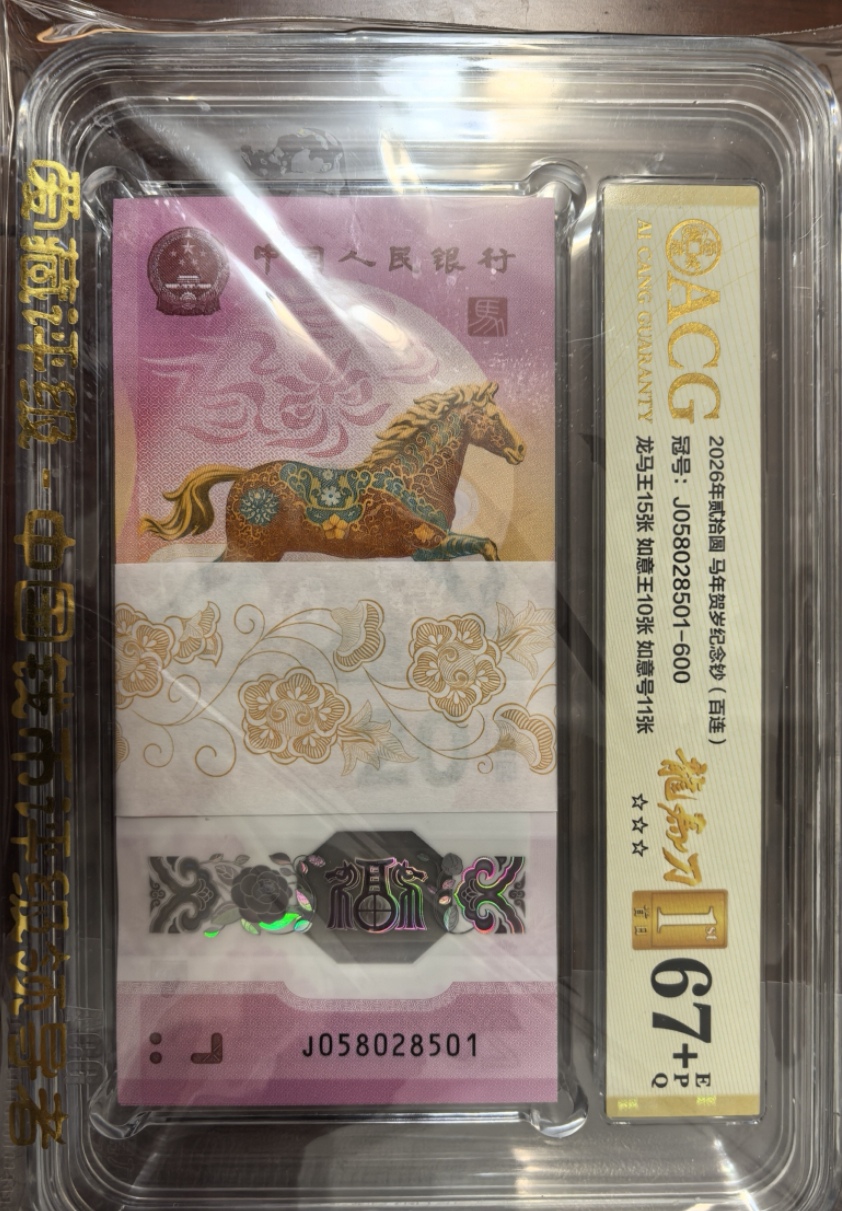 中国人民银行
馬
J058028501
ACG
AI CANG GUARANTY
2026年贰拾圆 马年贺岁纪念钞（百连）
冠号：J058028501-600
龙马王15张 如意王10张 如意号11张
龍馬刀
☆☆☆
1ST
首日
67+
EPQ
爱藏评级-中国钱币评级领导者